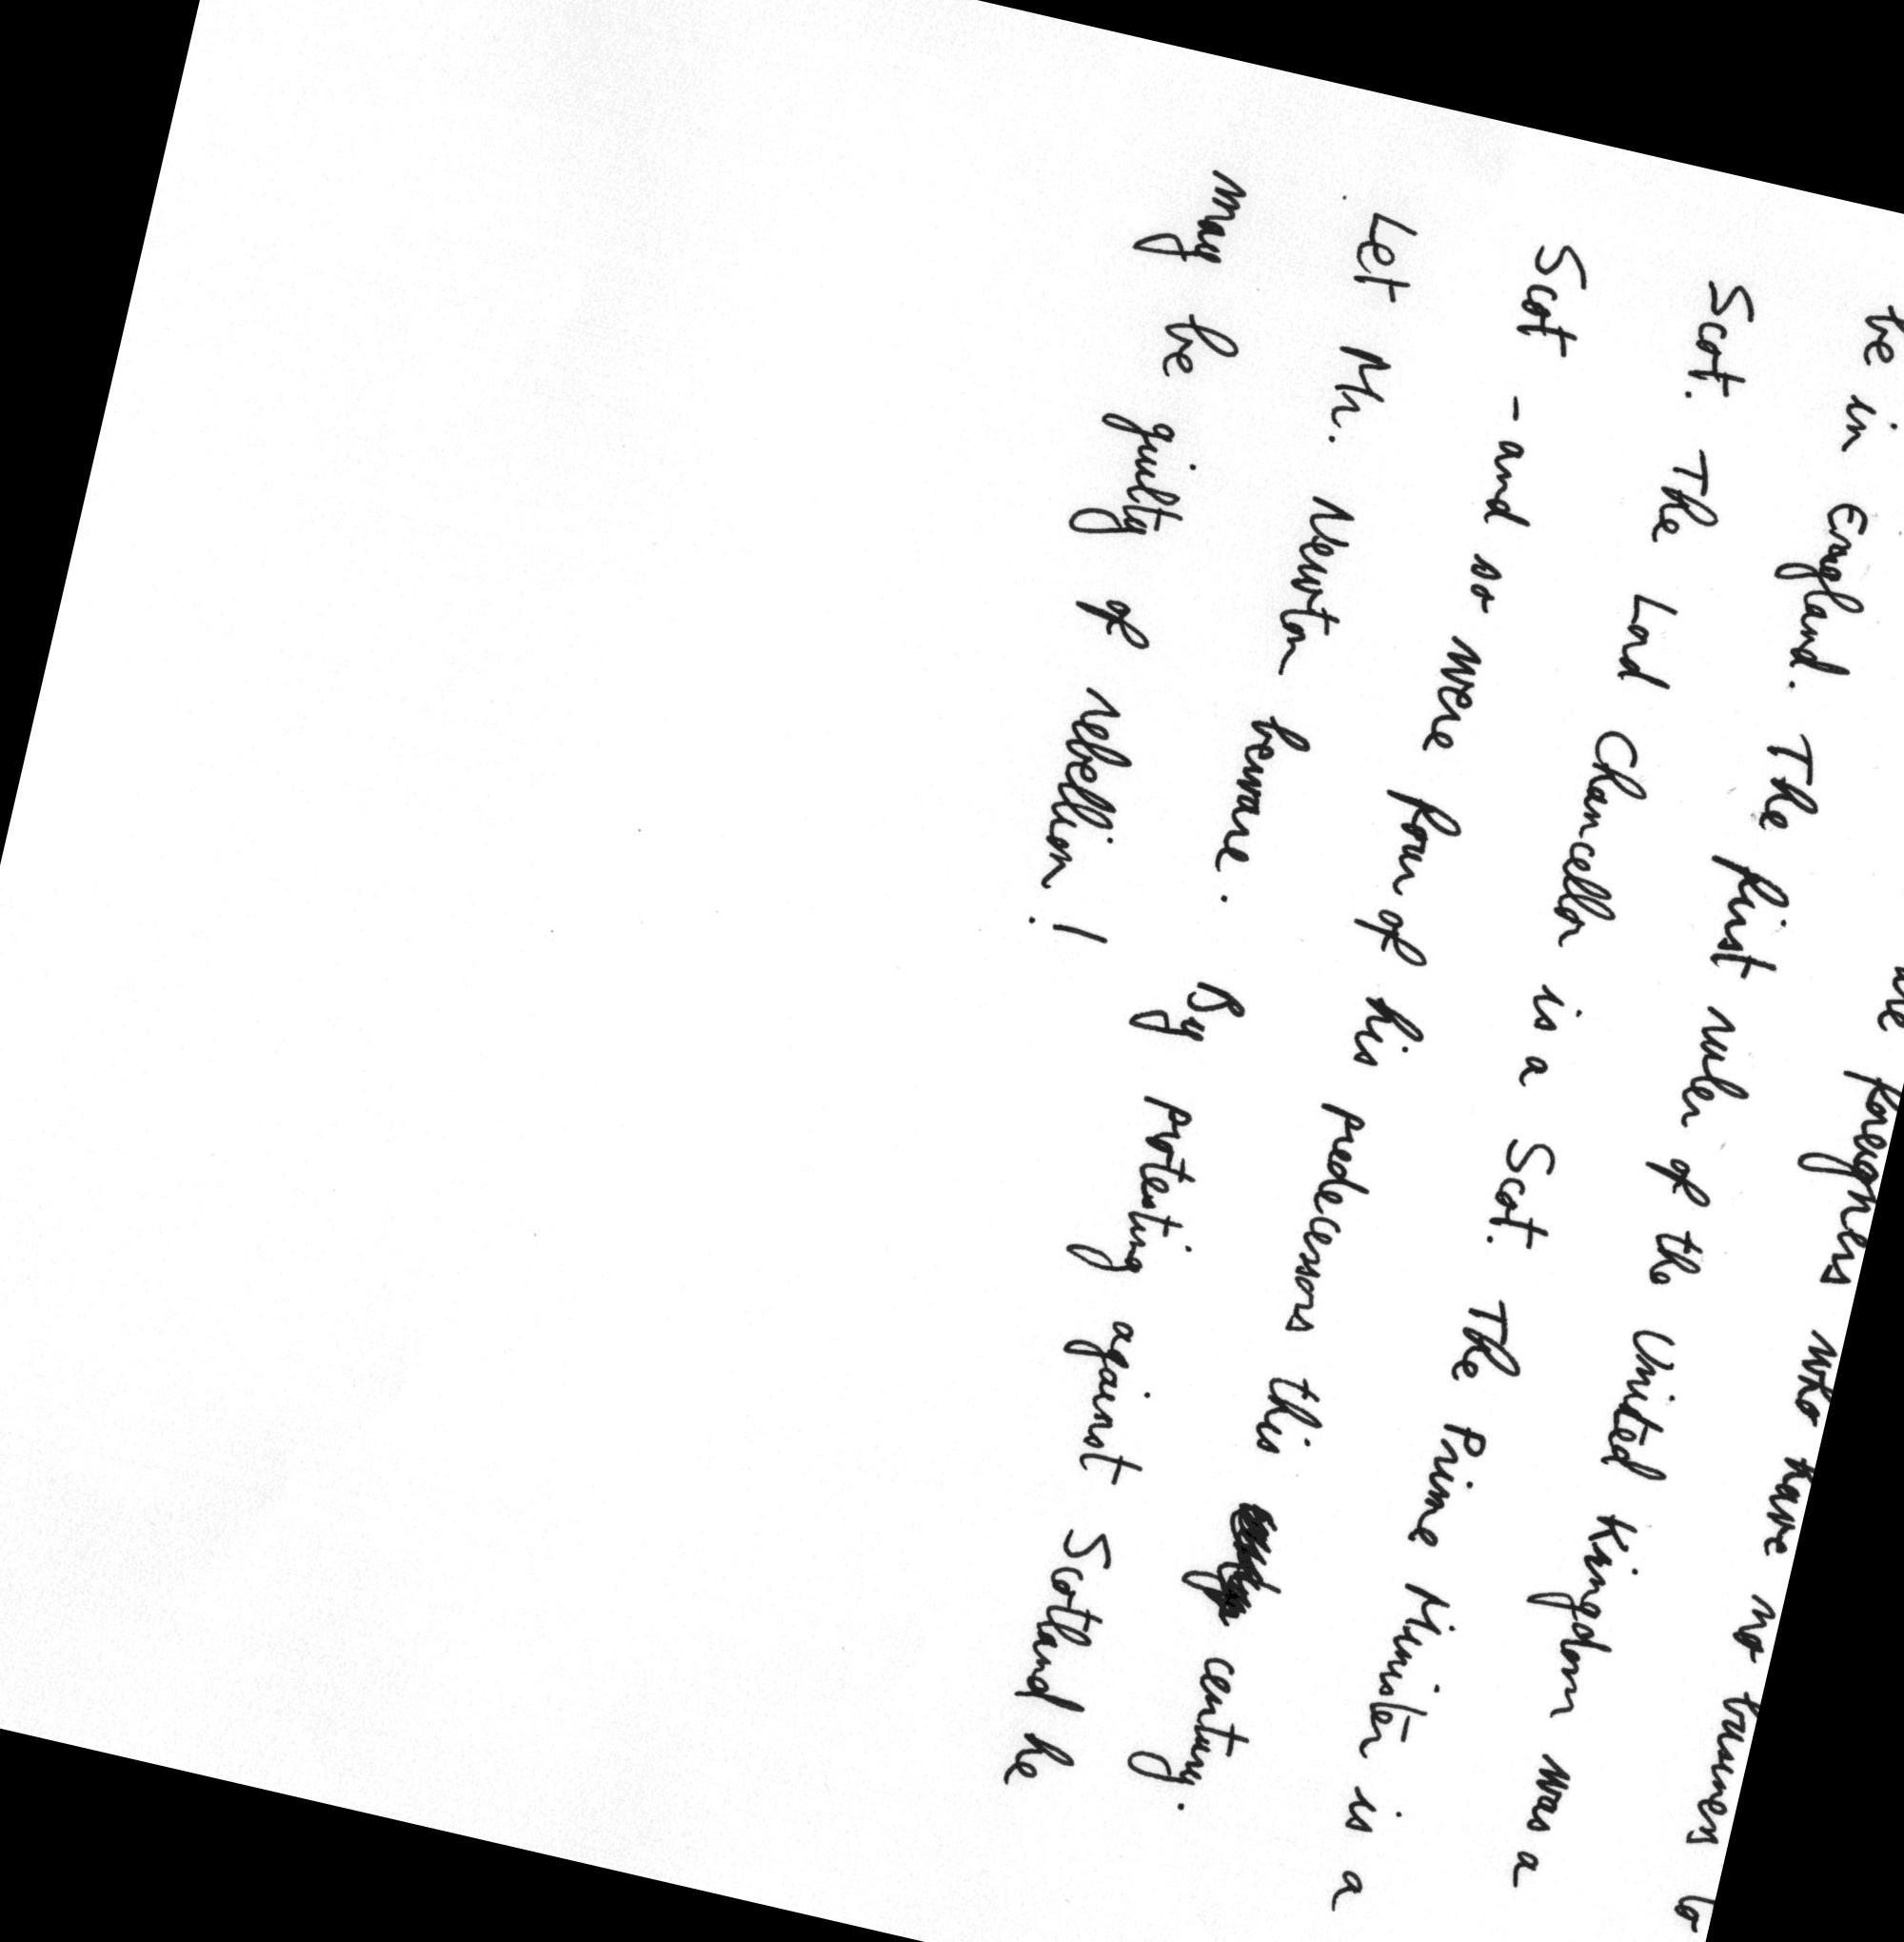 are foreigners who have no business to
be in England. The first ruler of the United Kingdom was a
Scot. The Lord Chancellor is a Scot. The Prime Minister is a
Scot - and so were four of his predecessors this century.
Let Mr. Newton beware. By protesting against Scotland he
may be guilty of rebellion!